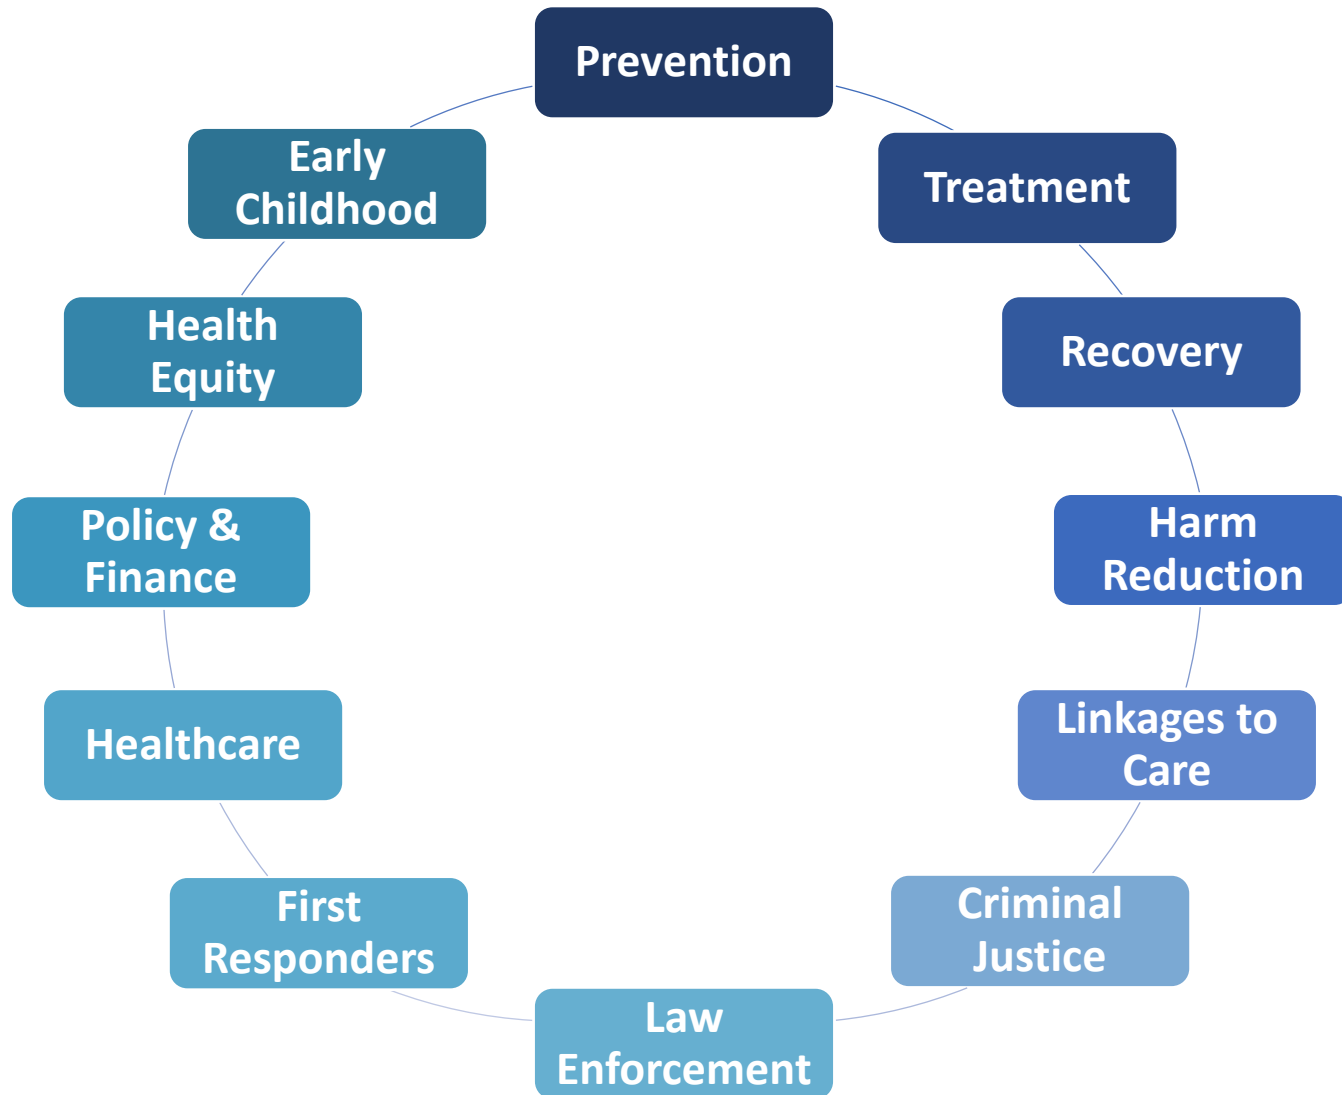 Prevention
Treatment
Recovery
Harm
Reduction
Linkages to
Care
Criminal
Justice
Law
Enforcement
First
Responders
Healthcare
Policy &
Finance
Health
Equity
Early
Childhood